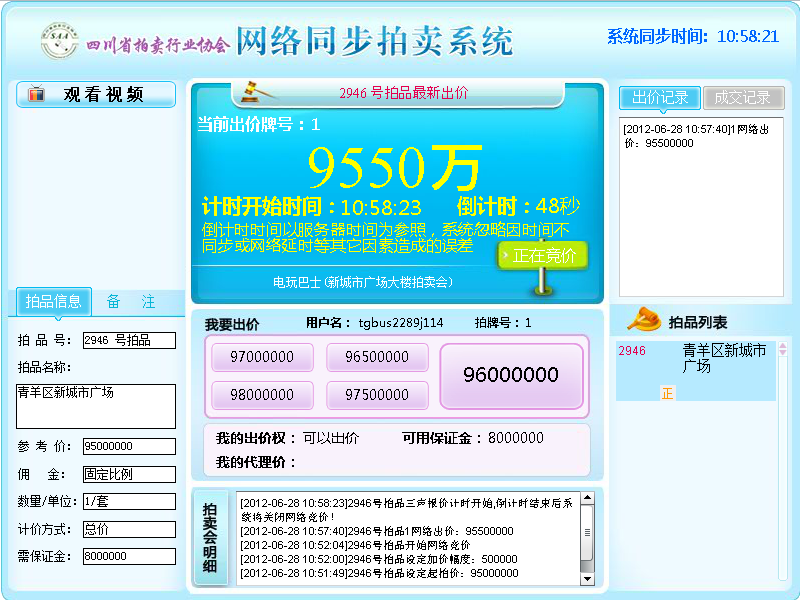 SAA
四川省拍卖行业协会
网络同步拍卖系统
系统同步时间：10:58:21
观看视频
2946 号拍品最新出价
当前出价牌号：1
9550万
计时开始时间：10:58:23 倒计时：48秒
倒计时时间以服务器时间为参照，系统忽略因时间不
同步或网络延时等其它因素造成的误差
正在竞价
电玩巴士(新城市广场大楼拍卖会)
出价记录 成交记录
[2012-06-28 10:57:40]1网络出
价：95500000
拍品信息 备 注
拍 品 号： 2946 号拍品
拍品名称：
青羊区新城市广场
参 考 价： 95000000
佣 金： 固定比例
数量/单位： 1/套
计价方式： 总价
需保证金： 8000000
我要出价 用户名： tgbus2289j114 拍牌号：1
97000000 96500000
98000000 97500000
96000000
我的出价权：可以出价 可用保证金：8000000
我的代理价：
拍卖会明细
[2012-06-28 10:58:23]2946号拍品三声报价计时开始,倒计时结束后系
统将关闭网络竞价！
[2012-06-28 10:57:40]2946号拍品1网络出价：95500000
[2012-06-28 10:52:04]2946号拍品开始网络竞价
[2012-06-28 10:52:00]2946号拍品设定加价幅度：500000
[2012-06-28 10:51:49]2946号拍品设定起拍价：95000000
拍品列表
2946 青羊区新城市
广场
正